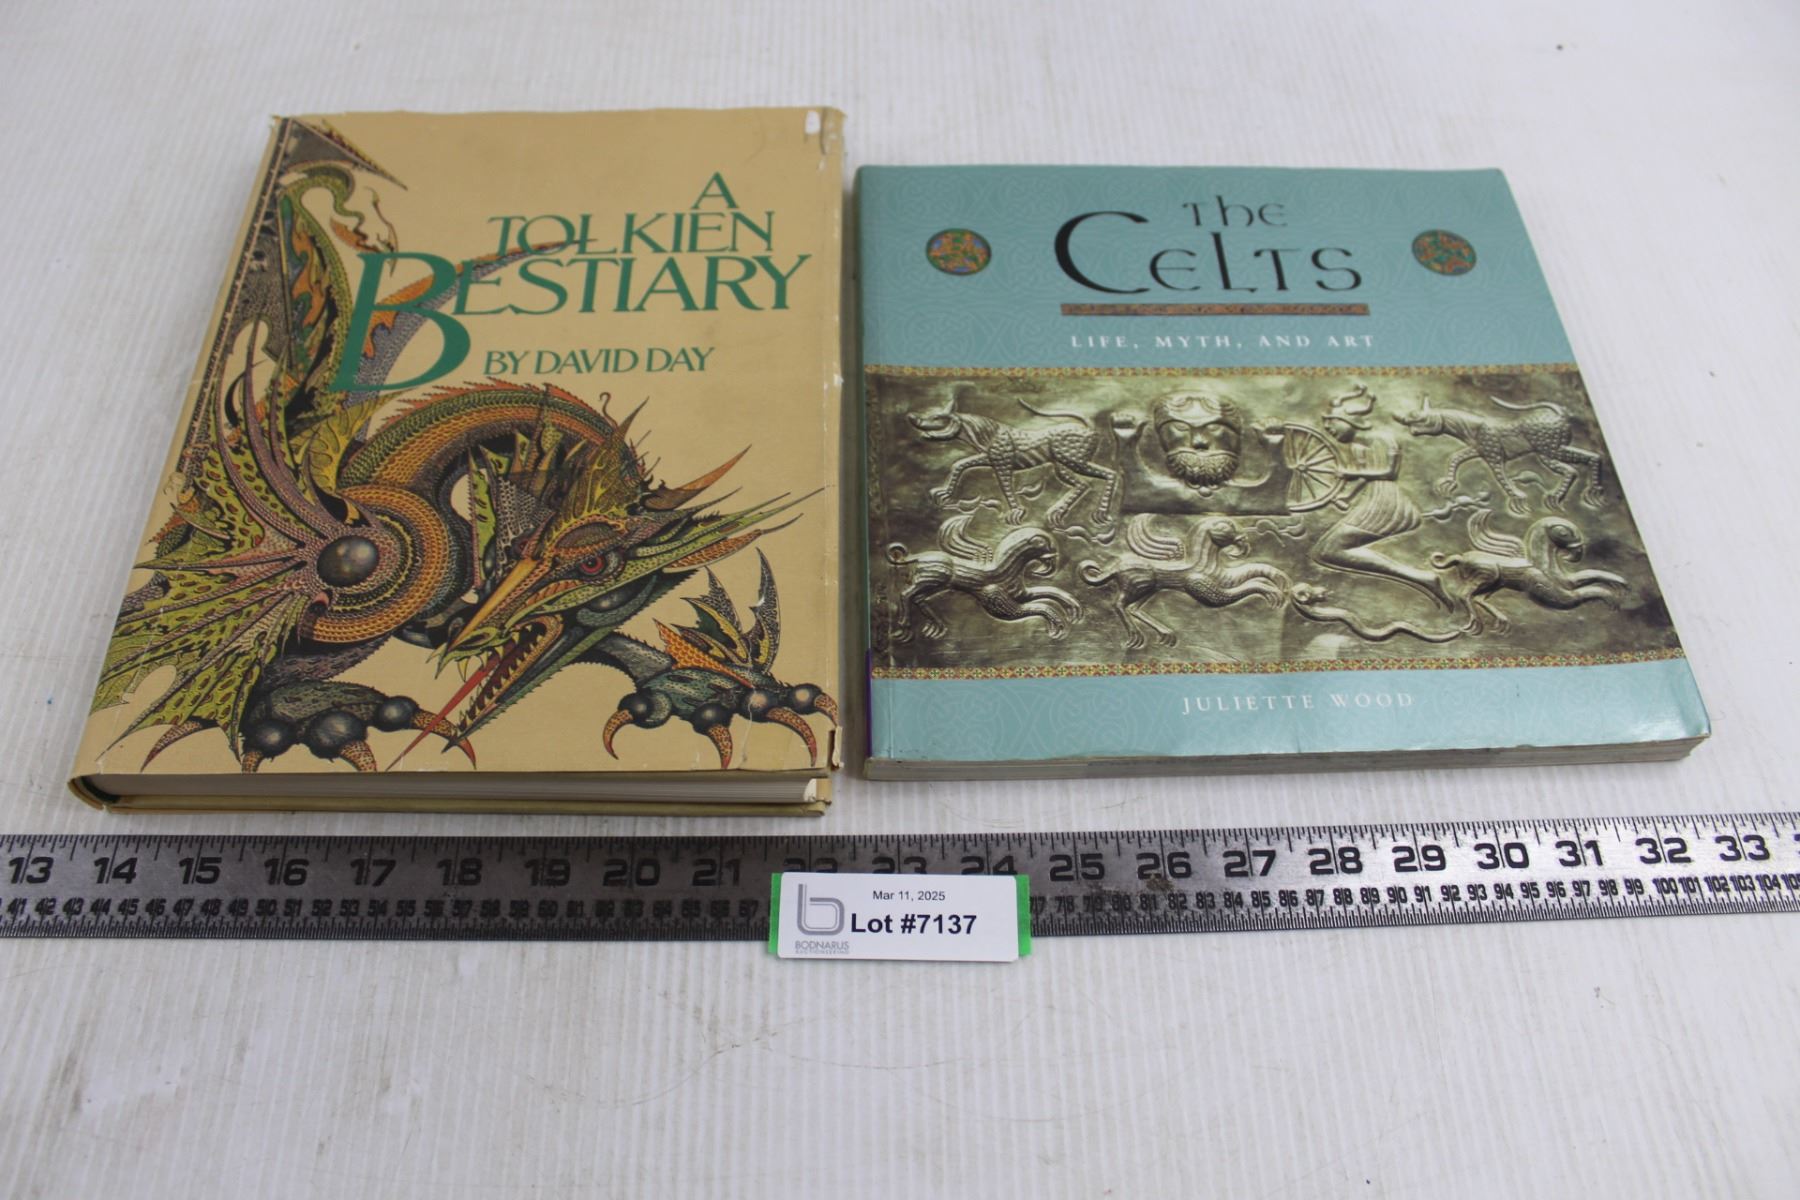 A
TOLKIEN
BESTIARY
BY DAVID DAY
THE
CELTS
LIFE, MYTH, AND ART
JULIETTE WOOD
13 14 15 16 17 18 19 20 21 22 23 24 25 26 27 28 29 30 31 32 33
Mar 11, 2025
Lot #7137
BODNARUS
AUCTIONEERING